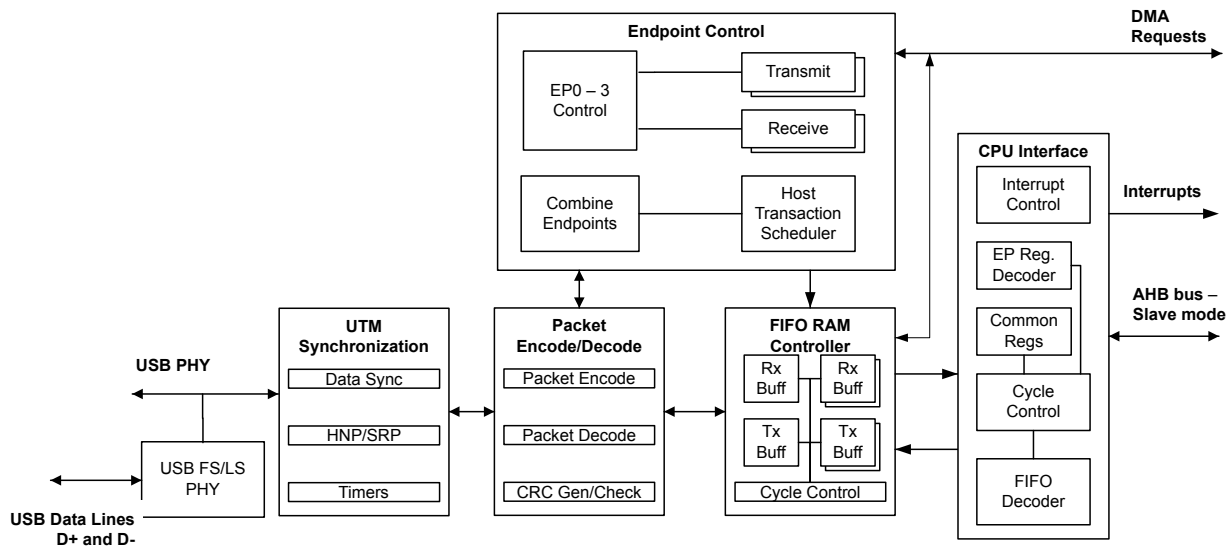 Endpoint Control
EP0 – 3
Control
Transmit
Receive
Combine
Endpoints
Host
Transaction
Scheduler
DMA
Requests
CPU Interface
Interrupt
Control
EP Reg.
Decoder
Common
Regs
Cycle
Control
FIFO
Decoder
Interrupts
AHB bus –
Slave mode
UTM
Synchronization
Data Sync
HNP/SRP
Timers
Packet
Encode/Decode
Packet Encode
Packet Decode
CRC Gen/Check
FIFO RAM
Controller
Rx
Buff
Rx
Buff
Tx
Buff
Tx
Buff
Cycle Control
USB PHY
USB FS/LS
PHY
USB Data Lines
D+ and D-